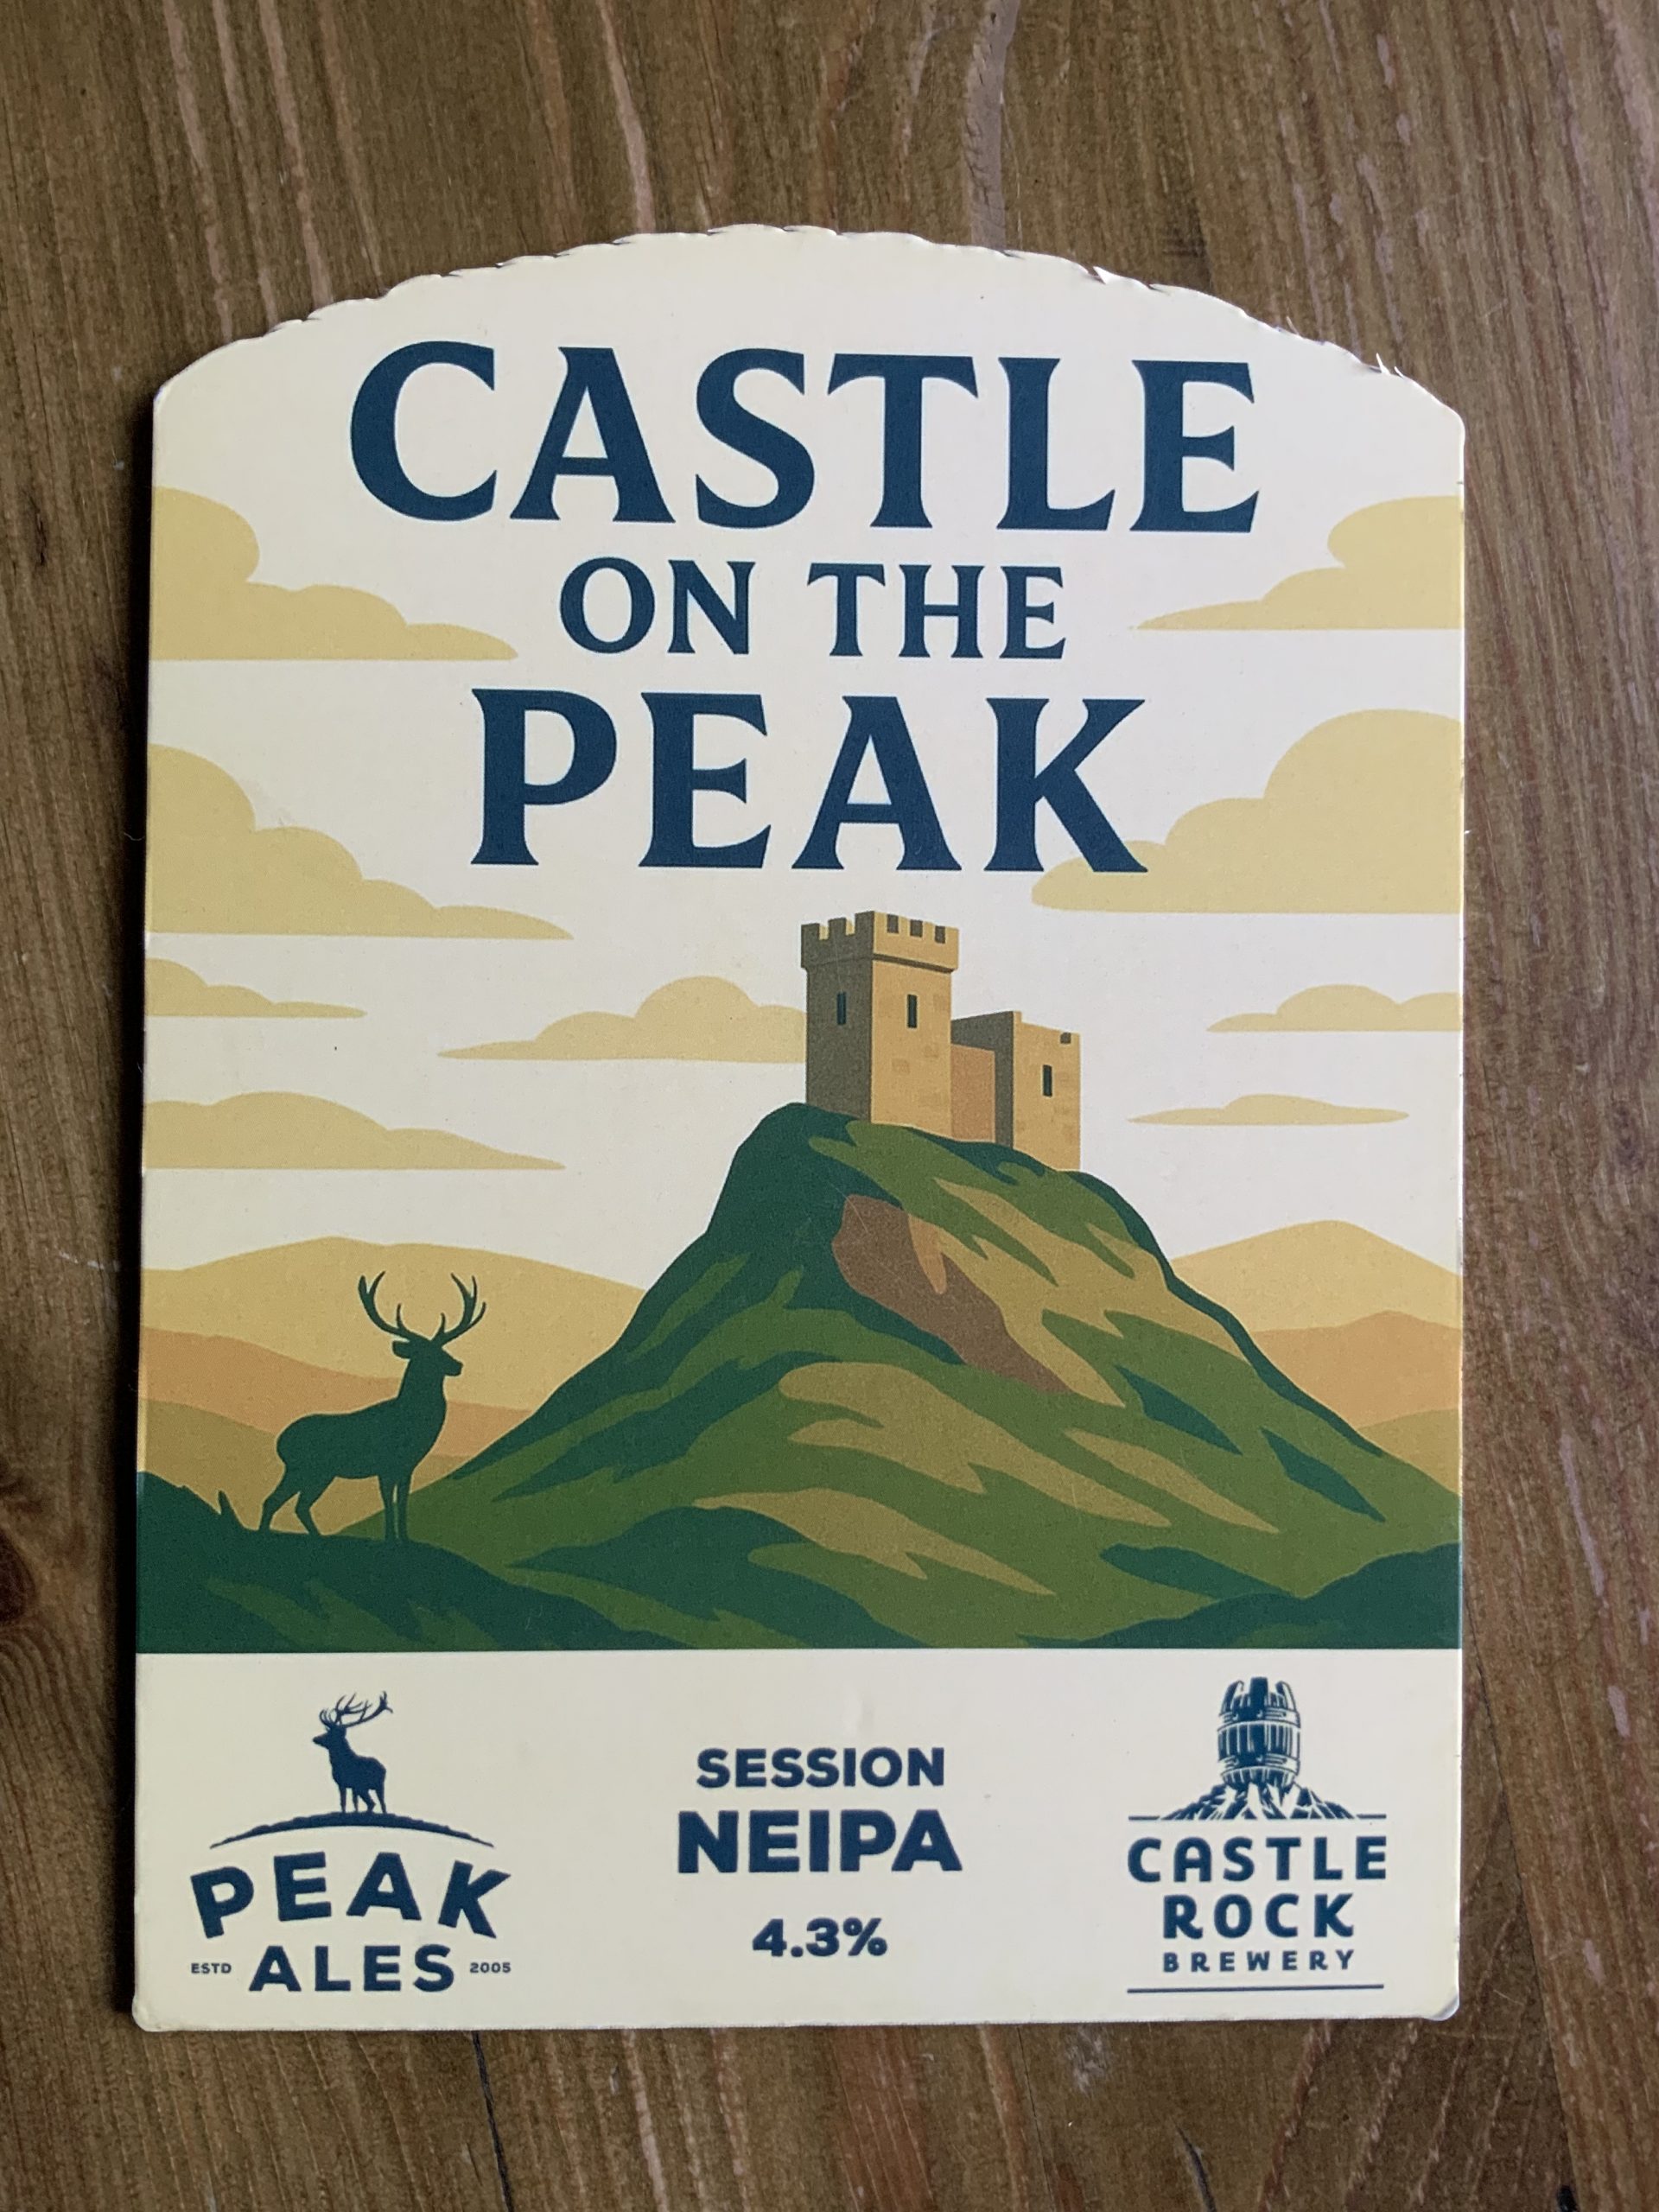 CASTLE
ON THE
PEAK
PEAK
ESTD ALES 2005
SESSION
NEIPA
4.3%
CASTLE
ROCK
BREWERY